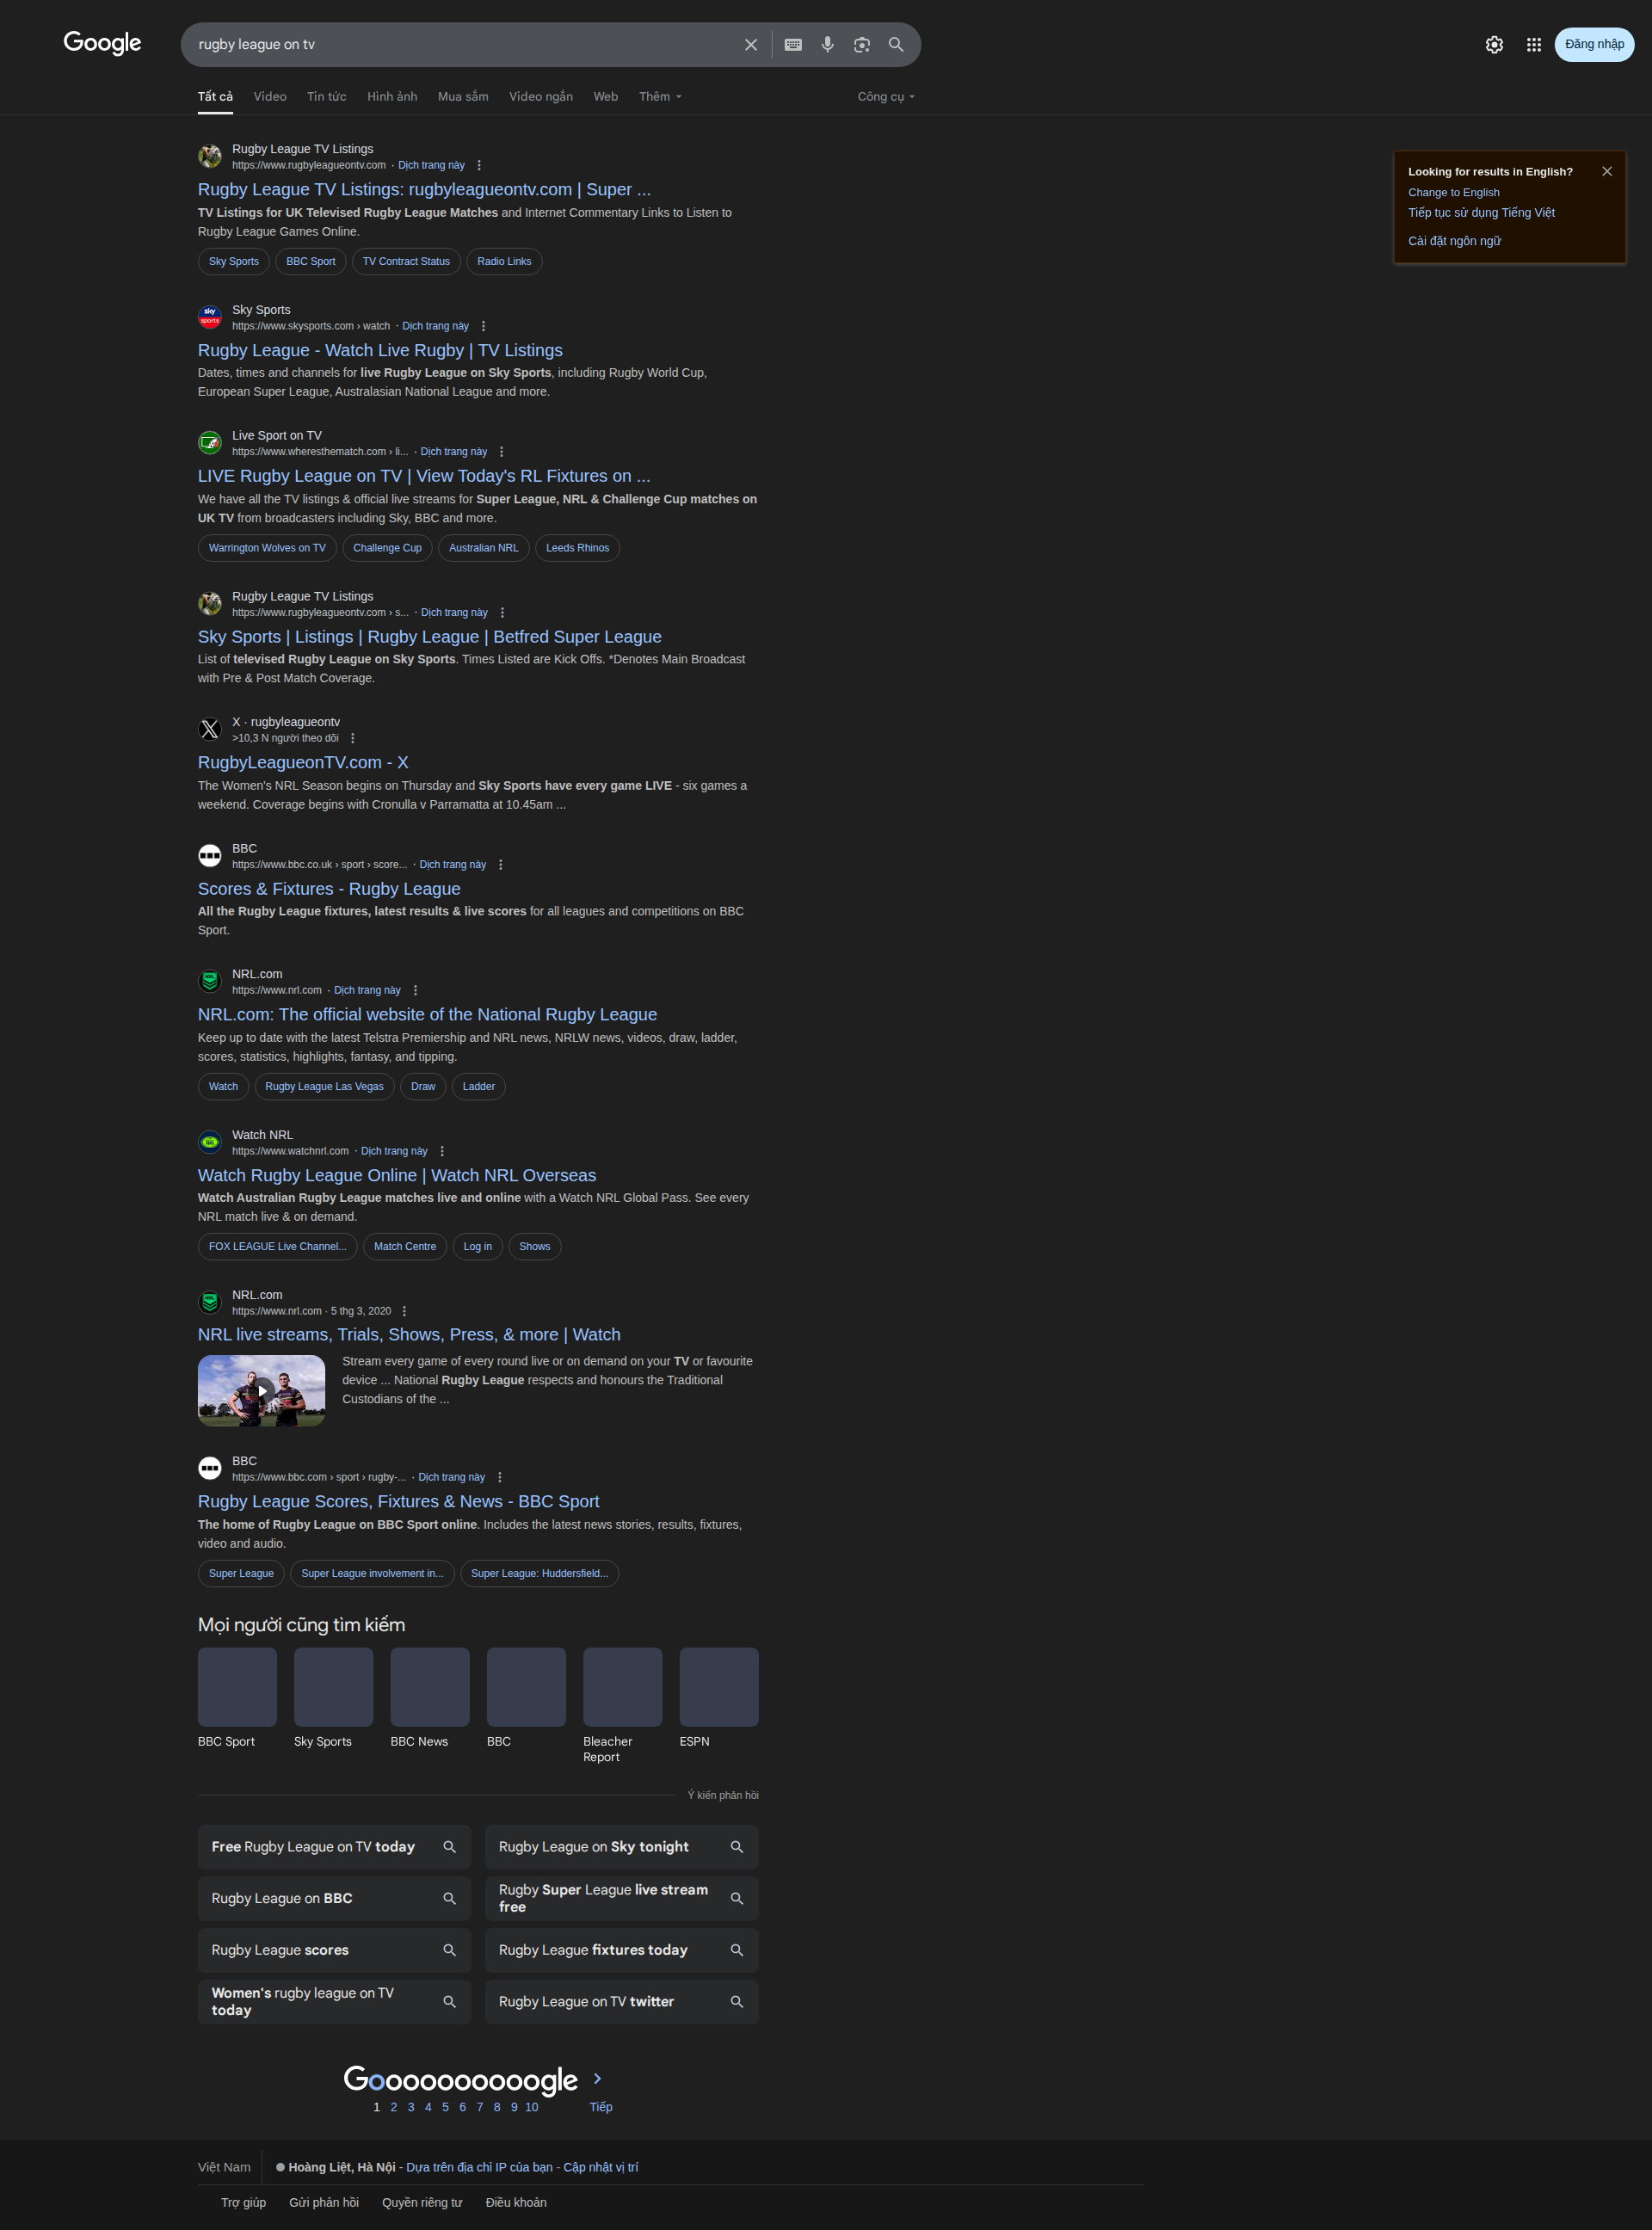 Google
rugby league on tv
Đăng nhập
Tất cả
Video
Tin tức
Hình ảnh
Mua sắm
Video ngắn
Web
Thêm
Công cụ
Looking for results in English?
Change to English
Tiếp tục sử dụng Tiếng Việt
Cài đặt ngôn ngữ
Rugby League TV Listings
https://www.rugbyleagueontv.com · Dịch trang này
Rugby League TV Listings: rugbyleagueontv.com | Super ...
TV Listings for UK Televised Rugby League Matches and Internet Commentary Links to Listen to
Rugby League Games Online.
Sky Sports
BBC Sport
TV Contract Status
Radio Links
Sky Sports
https://www.skysports.com › watch · Dịch trang này
Rugby League - Watch Live Rugby | TV Listings
Dates, times and channels for live Rugby League on Sky Sports, including Rugby World Cup,
European Super League, Australasian National League and more.
Live Sport on TV
https://www.wheresthematch.com › li... · Dịch trang này
LIVE Rugby League on TV | View Today's RL Fixtures on ...
We have all the TV listings & official live streams for Super League, NRL & Challenge Cup matches on
UK TV from broadcasters including Sky, BBC and more.
Warrington Wolves on TV
Challenge Cup
Australian NRL
Leeds Rhinos
Rugby League TV Listings
https://www.rugbyleagueontv.com › s... · Dịch trang này
Sky Sports | Listings | Rugby League | Betfred Super League
List of televised Rugby League on Sky Sports. Times Listed are Kick Offs. *Denotes Main Broadcast
with Pre & Post Match Coverage.
X · rugbyleagueontv
>10,3 N người theo dõi
RugbyLeagueonTV.com - X
The Women's NRL Season begins on Thursday and Sky Sports have every game LIVE - six games a
weekend. Coverage begins with Cronulla v Parramatta at 10.45am ...
BBC
https://www.bbc.co.uk › sport › score... · Dịch trang này
Scores & Fixtures - Rugby League
All the Rugby League fixtures, latest results & live scores for all leagues and competitions on BBC
Sport.
NRL.com
https://www.nrl.com · Dịch trang này
NRL.com: The official website of the National Rugby League
Keep up to date with the latest Telstra Premiership and NRL news, NRLW news, videos, draw, ladder,
scores, statistics, highlights, fantasy, and tipping.
Watch
Rugby League Las Vegas
Draw
Ladder
Watch NRL
https://www.watchnrl.com · Dịch trang này
Watch Rugby League Online | Watch NRL Overseas
Watch Australian Rugby League matches live and online with a Watch NRL Global Pass. See every
NRL match live & on demand.
FOX LEAGUE Live Channel...
Match Centre
Log in
Shows
NRL.com
https://www.nrl.com · 5 thg 3, 2020
NRL live streams, Trials, Shows, Press, & more | Watch
Stream every game of every round live or on demand on your TV or favourite
device ... National Rugby League respects and honours the Traditional
Custodians of the ...
BBC
https://www.bbc.com › sport › rugby-... · Dịch trang này
Rugby League Scores, Fixtures & News - BBC Sport
The home of Rugby League on BBC Sport online. Includes the latest news stories, results, fixtures,
video and audio.
Super League
Super League involvement in...
Super League: Huddersfield...
Mọi người cũng tìm kiếm
BBC Sport
Sky Sports
BBC News
BBC
Bleacher
Report
ESPN
Ý kiến phản hồi
Free Rugby League on TV today
Rugby League on Sky tonight
Rugby League on BBC
Rugby Super League live stream
free
Rugby League scores
Rugby League fixtures today
Women's rugby league on TV
today
Rugby League on TV twitter
Goooooooooogle
1 2 3 4 5 6 7 8 9 10 Tiếp
Việt Nam
Hoàng Liệt, Hà Nội - Dựa trên địa chỉ IP của bạn - Cập nhật vị trí
Trợ giúp
Gửi phản hồi
Quyền riêng tư
Điều khoản